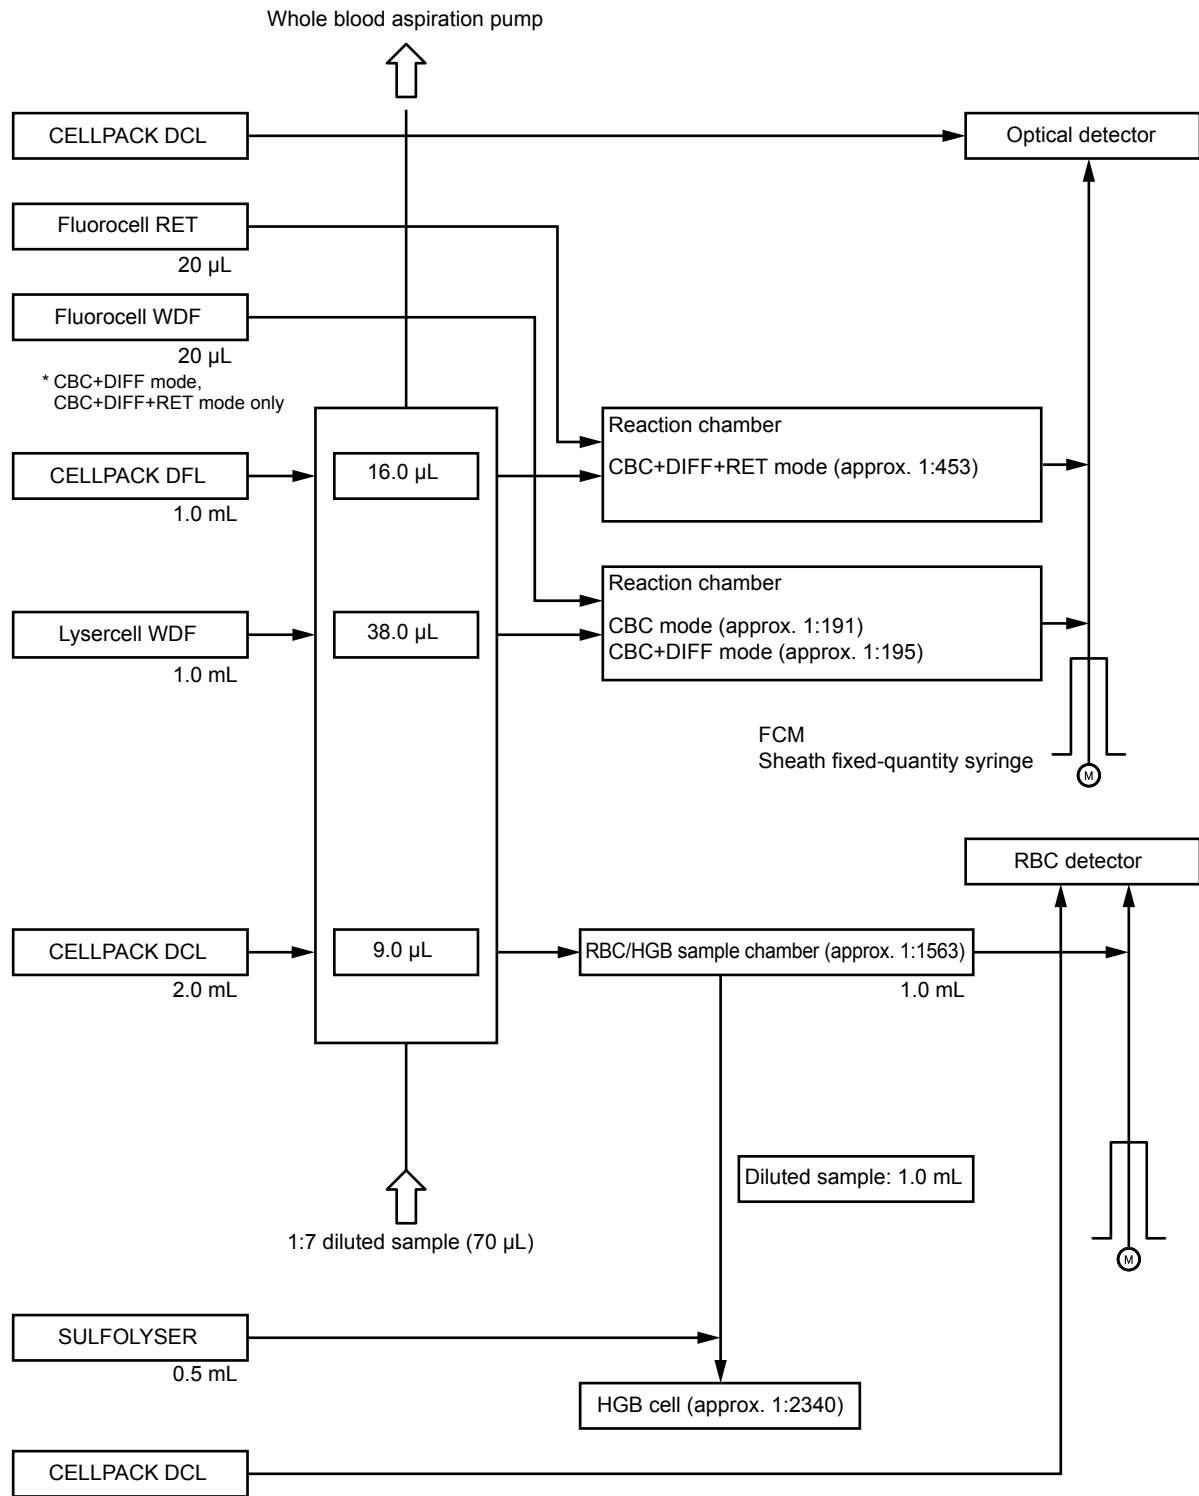 Whole blood aspiration pump
CELLPACK DCL
Optical detector
Fluorocell RET
20 µL
Fluorocell WDF
20 µL
* CBC+DIFF mode,
CBC+DIFF+RET mode only
Reaction chamber
CELLPACK DFL
16.0 µL
CBC+DIFF+RET mode (approx. 1:453)
1.0 mL
Reaction chamber
Lysercell WDF
38.0 µL
CBC mode (approx. 1:191)
CBC+DIFF mode (approx. 1:195)
1.0 mL
FCM
Sheath fixed-quantity syringe
M
RBC detector
CELLPACK DCL
9.0 µL
RBC/HGB sample chamber (approx. 1:1563)
2.0 mL
1.0 mL
Diluted sample: 1.0 mL
1:7 diluted sample (70 µL)
M
SULFOLYSER
0.5 mL
HGB cell (approx. 1:2340)
CELLPACK DCL